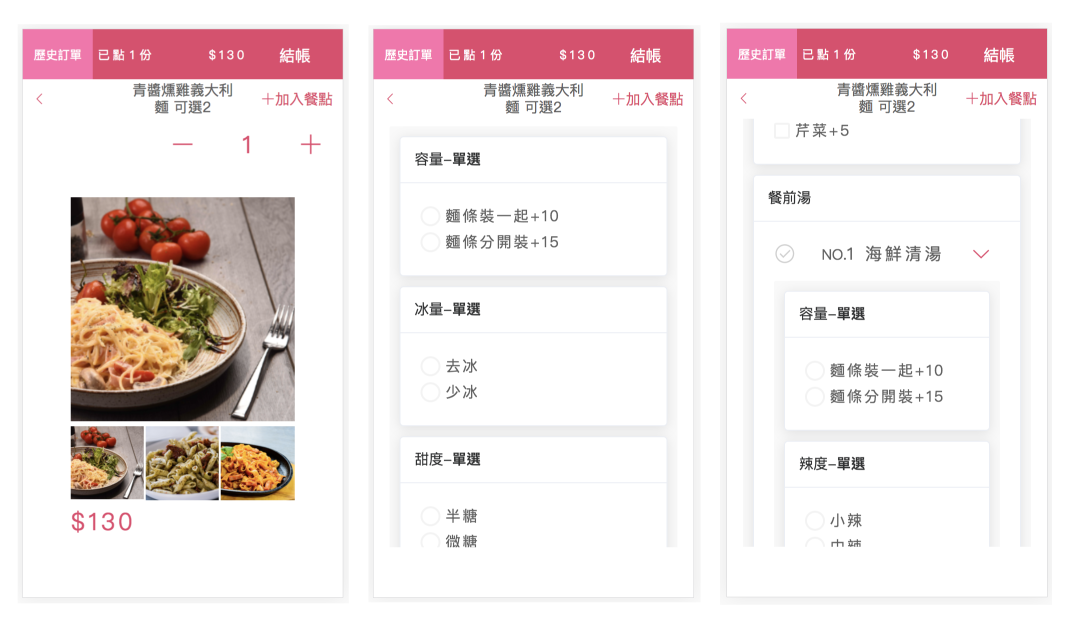 歷史訂單 已點1份 $130 結帳
青醬燻雞義大利
麵 可選2
+加入餐點
1
$130
歷史訂單 已點1份 $130 結帳
青醬燻雞義大利
麵 可選2
+加入餐點
容量–單選
麵條裝一起+10
麵條分開裝+15
冰量–單選
去冰
少冰
甜度–單選
半糖
微糖
歷史訂單 已點1份 $130 結帳
青醬燻雞義大利
麵 可選2
+加入餐點
芹菜+5
餐前湯
NO.1 海鮮清湯
容量–單選
麵條裝一起+10
麵條分開裝+15
辣度–單選
小辣
中辣